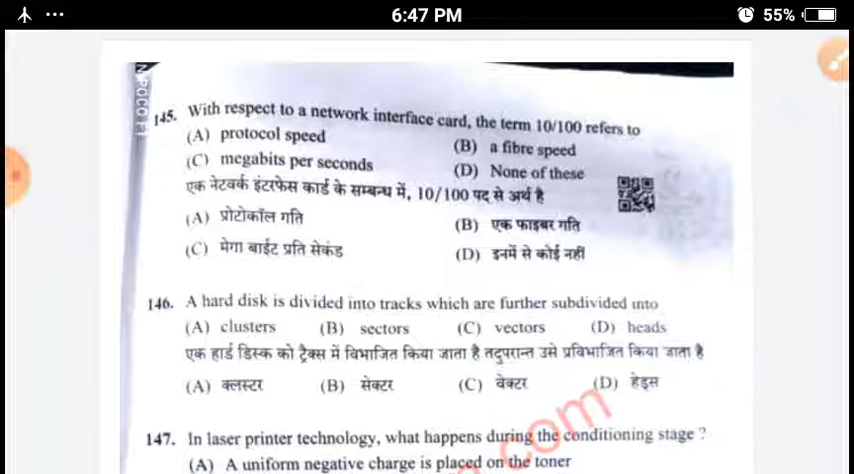 6:47 PM
55%
POCO F1
145. With respect to a network interface card, the term 10/100 refers to
(A) protocol speed (B) a fibre speed
(C) megabits per seconds (D) None of these
एक नेटवर्क इंटरफेस कार्ड के सम्बन्ध में, 10/100 पद से अर्थ है
(A) प्रोटोकॉल गति (B) एक फाइबर गति
(C) मेगा बाईट प्रति सेकंड (D) इनमें से कोई नहीं
146. A hard disk is divided into tracks which are further subdivided into
(A) clusters (B) sectors (C) vectors (D) heads
एक हार्ड डिस्क को ट्रैक्स में विभाजित किया जाता है तदुपरान्त उसे प्रविभाजित किया जाता है
(A) क्लस्टर (B) सेक्टर (C) वेक्टर (D) हेड्स
147. In laser printer technology, what happens during the conditioning stage ?
(A) A uniform negative charge is placed on the toner
.com